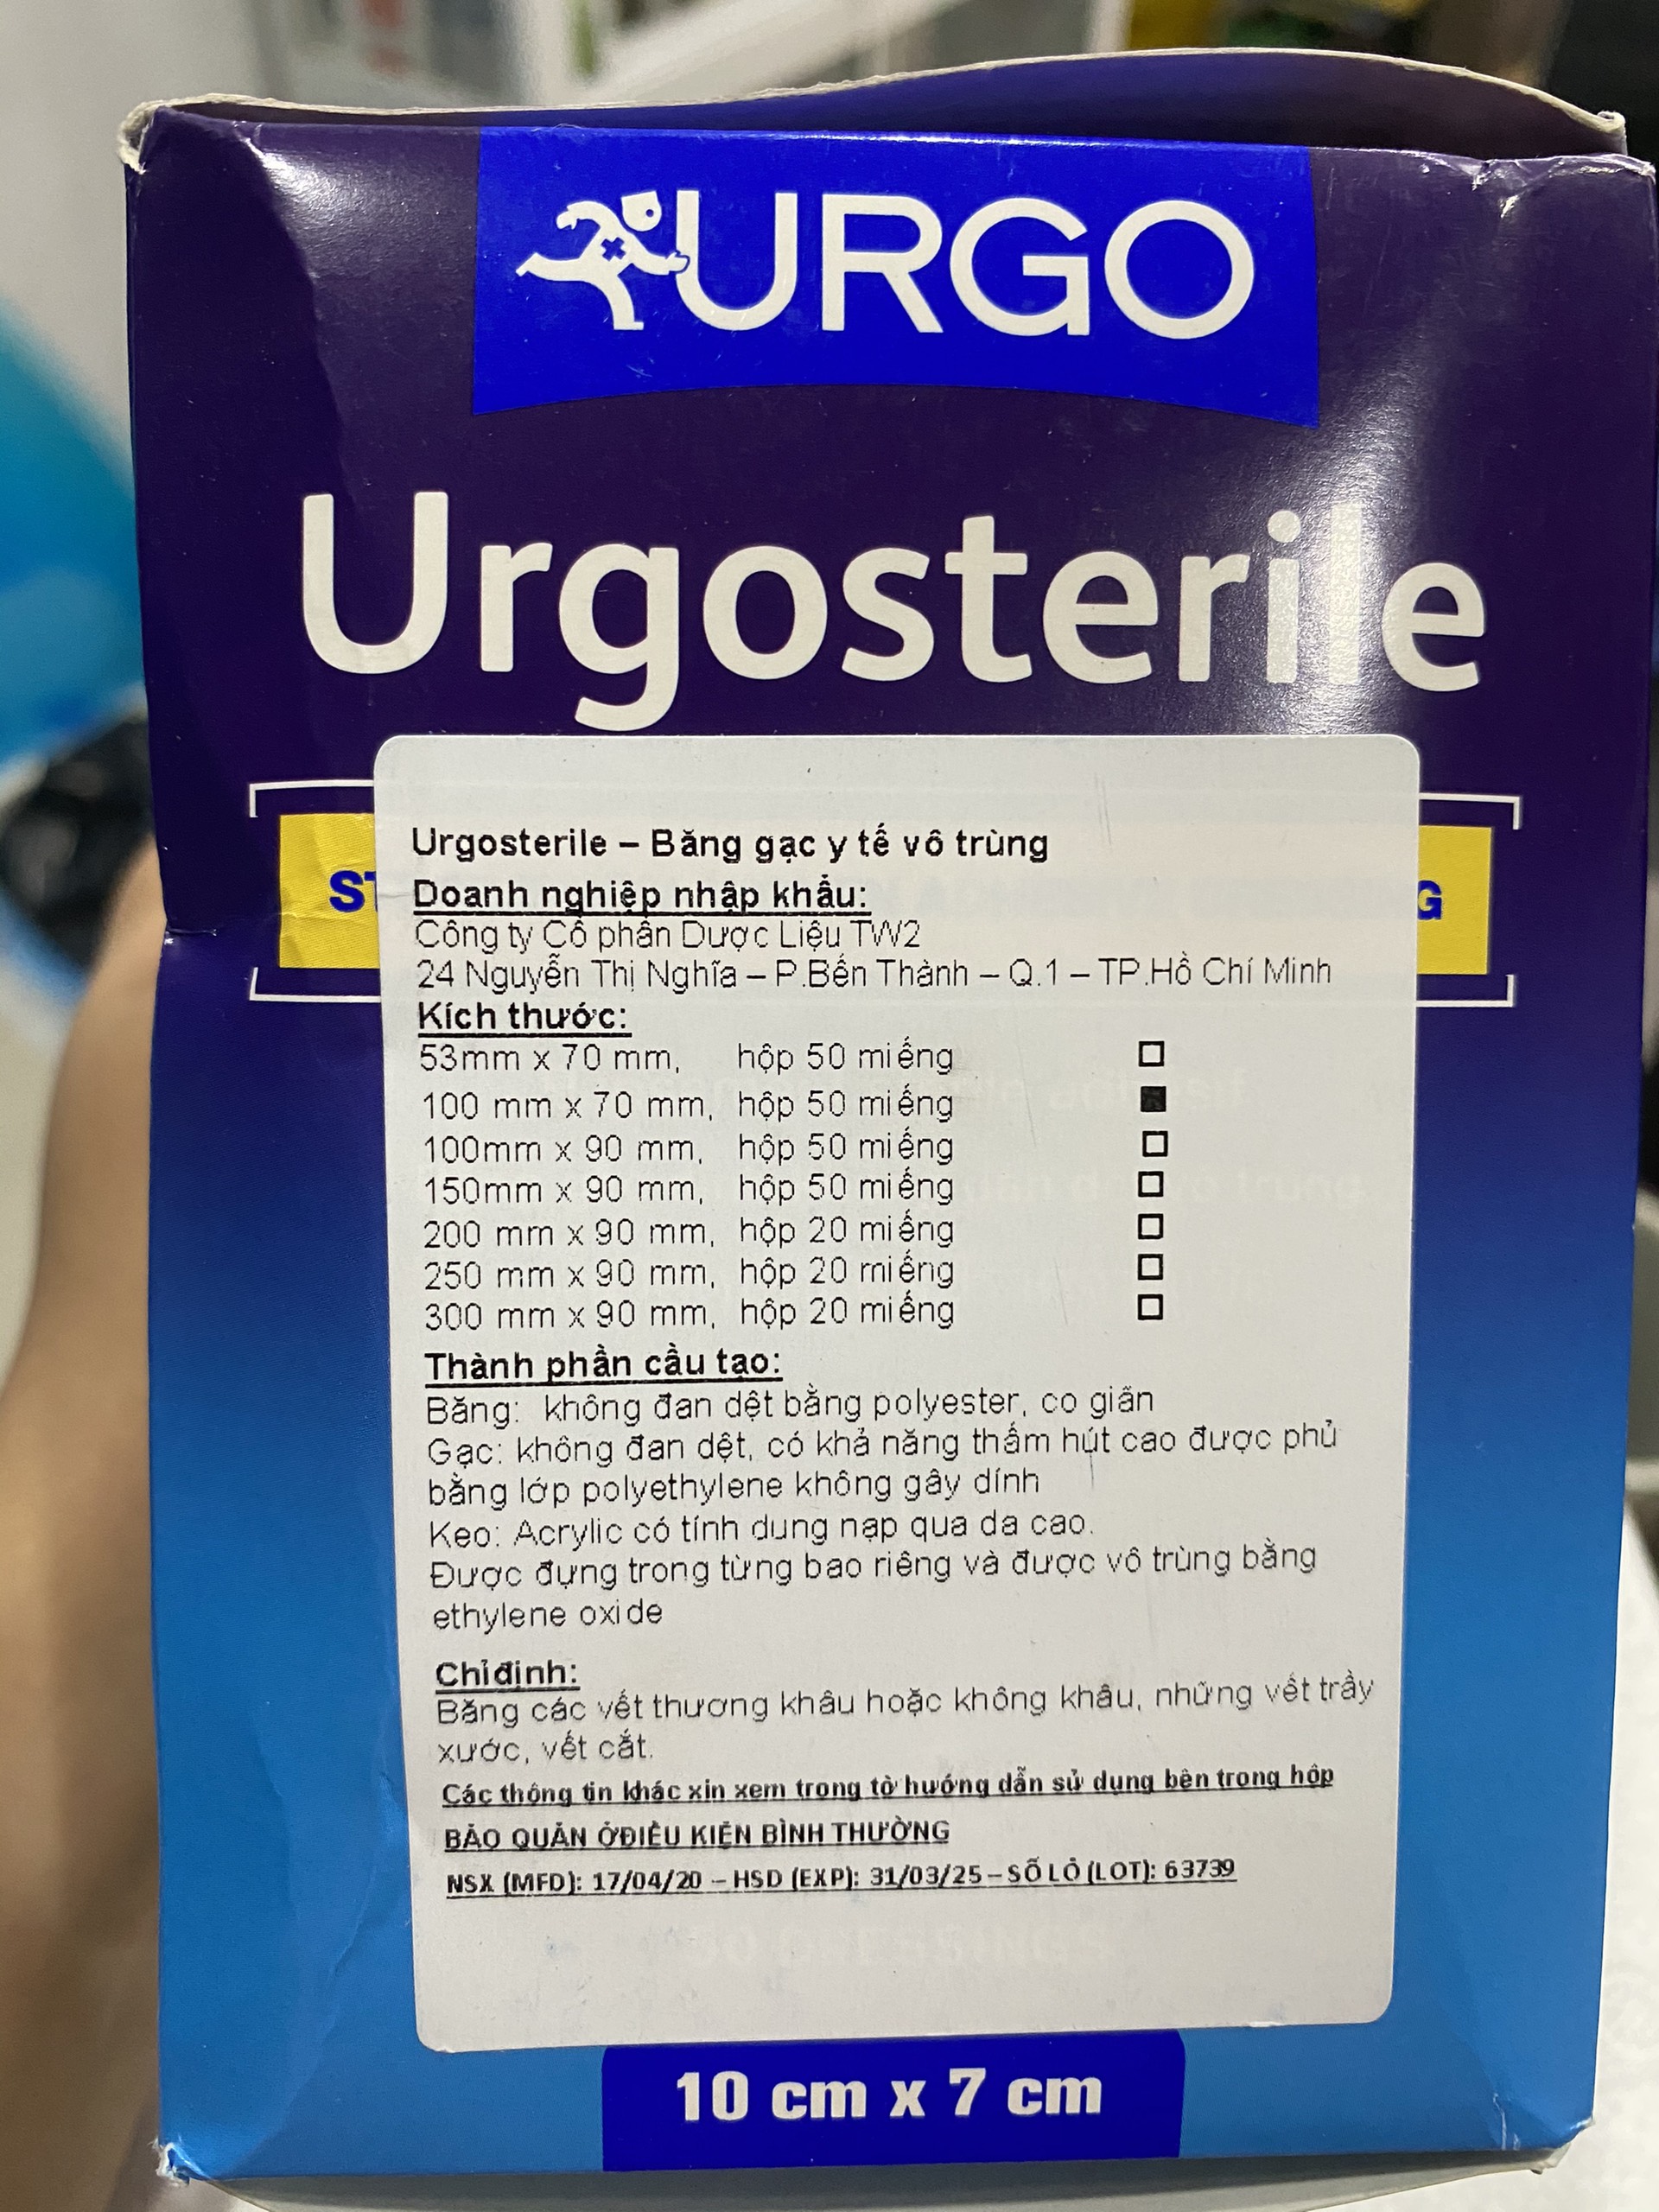 URGO
Urgosterile
ST
G
Urgosterile – Băng gạc y tế vô trùng
Doanh nghiệp nhập khẩu:
Công ty Cổ phần Dược Liệu TW2
24 Nguyễn Thị Nghĩa – P.Bến Thành – Q.1 – TP.Hồ Chí Minh
Kích thước:
53mm x 70 mm, hộp 50 miếng □
100 mm x 70 mm, hộp 50 miếng ■
100mm x 90 mm, hộp 50 miếng □
150mm x 90 mm, hộp 50 miếng □
200 mm x 90 mm, hộp 20 miếng □
250 mm x 90 mm, hộp 20 miếng □
300 mm x 90 mm, hộp 20 miếng □
Thành phần cầu tạo:
Băng: không đan dệt bằng polyester, co giãn
Gạc: không đan dệt, có khả năng thấm hút cao được phủ
bằng lớp polyethylene không gây dính
Keo: Acrylic có tính dung nạp qua da cao.
Được đựng trong từng bao riêng và được vô trùng bằng
ethylene oxide
Chỉ định:
Băng các vết thương khâu hoặc không khâu, những vết trầy
xước, vết cắt.
Các thông tin khác xin xem trong tờ hướng dẫn sử dụng bên trong hộp
BẢO QUẢN Ở ĐIỀU KIỆN BÌNH THƯỜNG
NSX (MFD): 17/04/20 – HSD (EXP): 31/03/25 – SỐ LÔ (LOT): 63739
10 cm x 7 cm